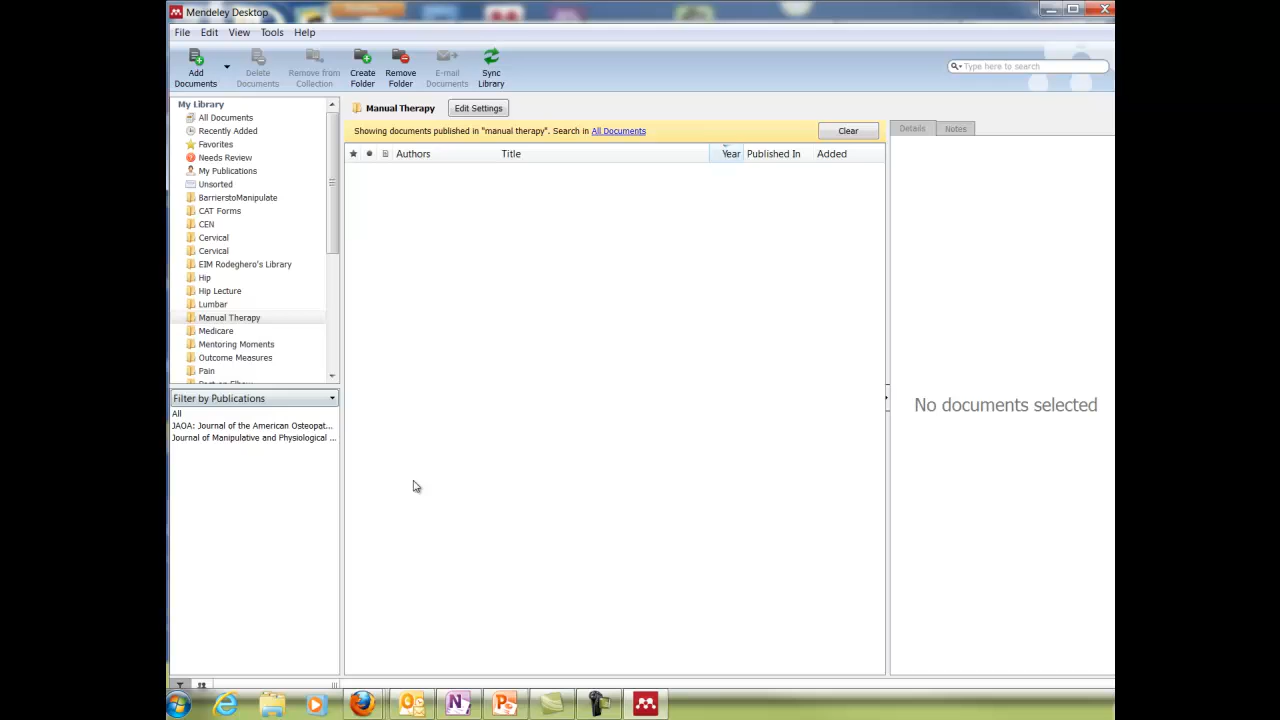 Mendeley Desktop
File Edit View Tools Help
Add Documents
Delete Documents
Remove from Collection
Create Folder
Remove Folder
E-mail Documents
Sync Library
Type here to search
My Library
All Documents
Recently Added
Favorites
Needs Review
My Publications
Unsorted
BarrierstoManipulate
CAT Forms
CEN
Cervical
Cervical
EIM Rodeghero's Library
Hip
Hip Lecture
Lumbar
Manual Therapy
Medicare
Mentoring Moments
Outcome Measures
Pain
Filter by Publications
All
JAOA: Journal of the American Osteopat...
Journal of Manipulative and Physiological ...
Manual Therapy Edit Settings
Showing documents published in "manual therapy". Search in All Documents Clear
Authors Title Year Published In Added
Details Notes
No documents selected